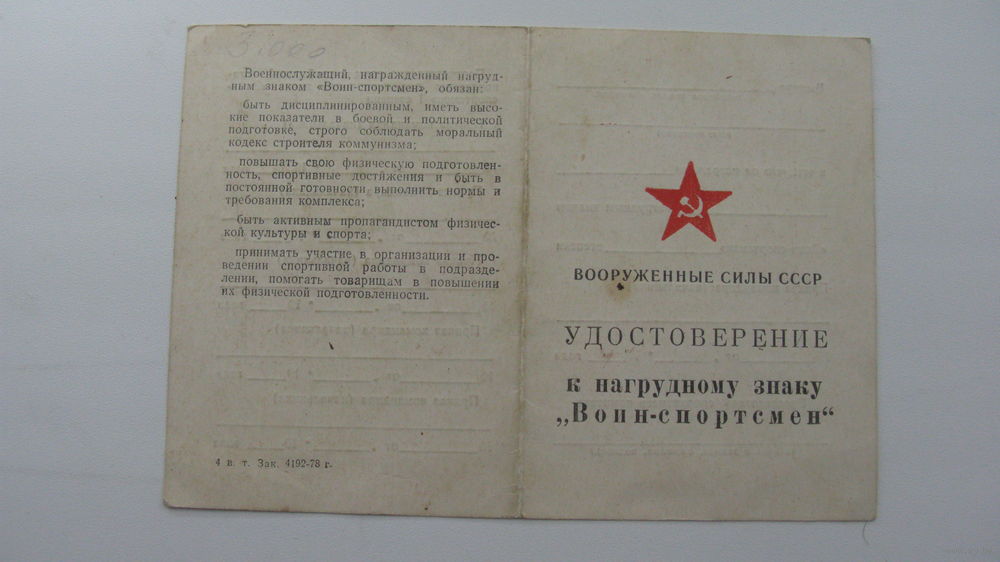 3.000
Военнослужащий, награжденный нагруд-
ным знаком «Воин-спортсмен», обязан:
быть дисциплинированным, иметь высо-
кие показатели в боевой и политической
подготовке, строго соблюдать моральный
кодекс строителя коммунизма;
повышать свою физическую подготовлен-
ность, спортивные достижения и быть в
постоянной готовности выполнить нормы и
требования комплекса;
быть активным пропагандистом физичес-
кой культуры и спорта;
принимать участие в организации и про-
ведении спортивной работы в подразде-
лении, помогать товарищам в повышении
их физической подготовленности.
4 в. т. Зак. 4192-78 г.
ВООРУЖЕННЫЕ СИЛЫ СССР
УДОСТОВЕРЕНИЕ
к нагрудному знаку
„Воин-спортсмен“